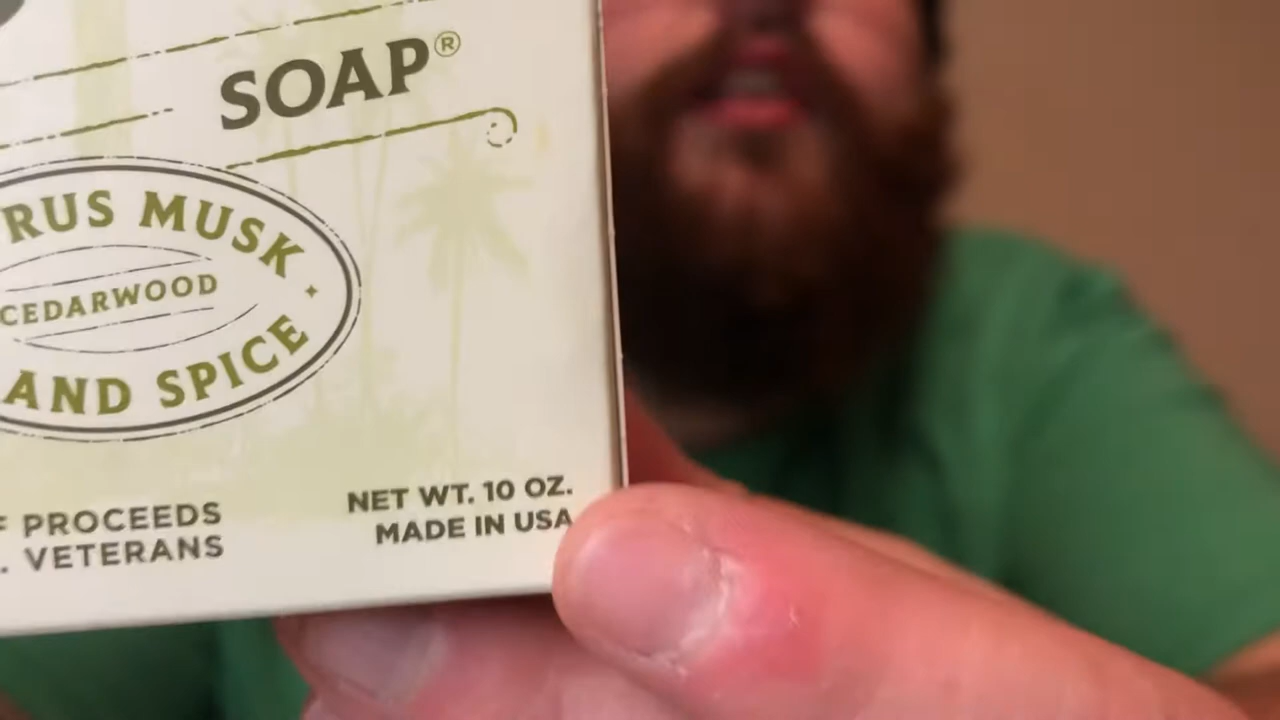 SOAP®
RUS MUSK
CEDARWOOD
AND SPICE
PROCEEDS
VETERANS
NET WT. 10 OZ.
MADE IN USA